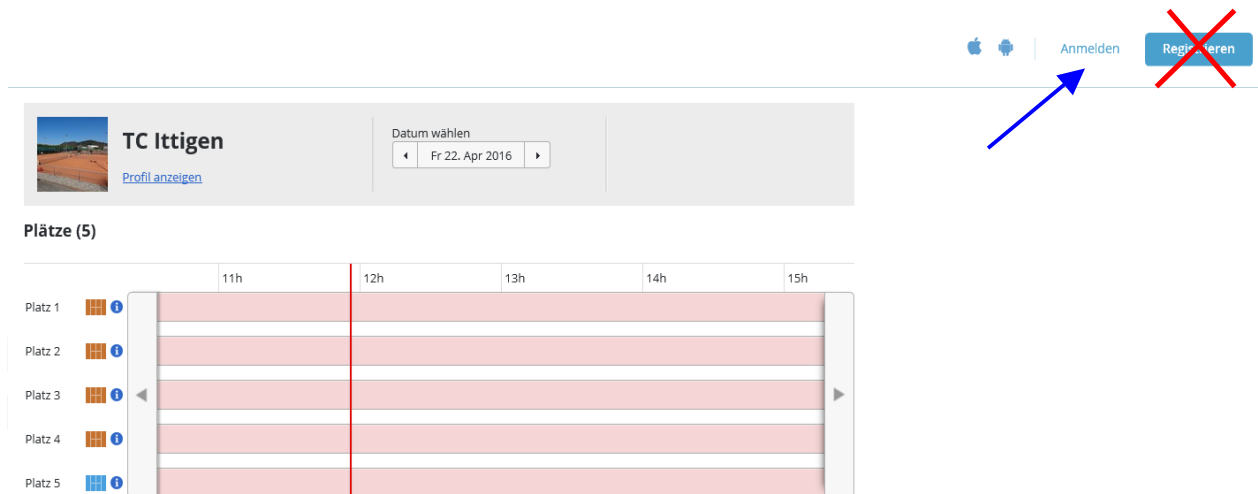 Anmelden
Registrieren
TC Ittigen
Profil anzeigen
Datum wählen
Fr 22. Apr 2016
Plätze (5)
11h 12h 13h 14h 15h
Platz 1
Platz 2
Platz 3
Platz 4
Platz 5